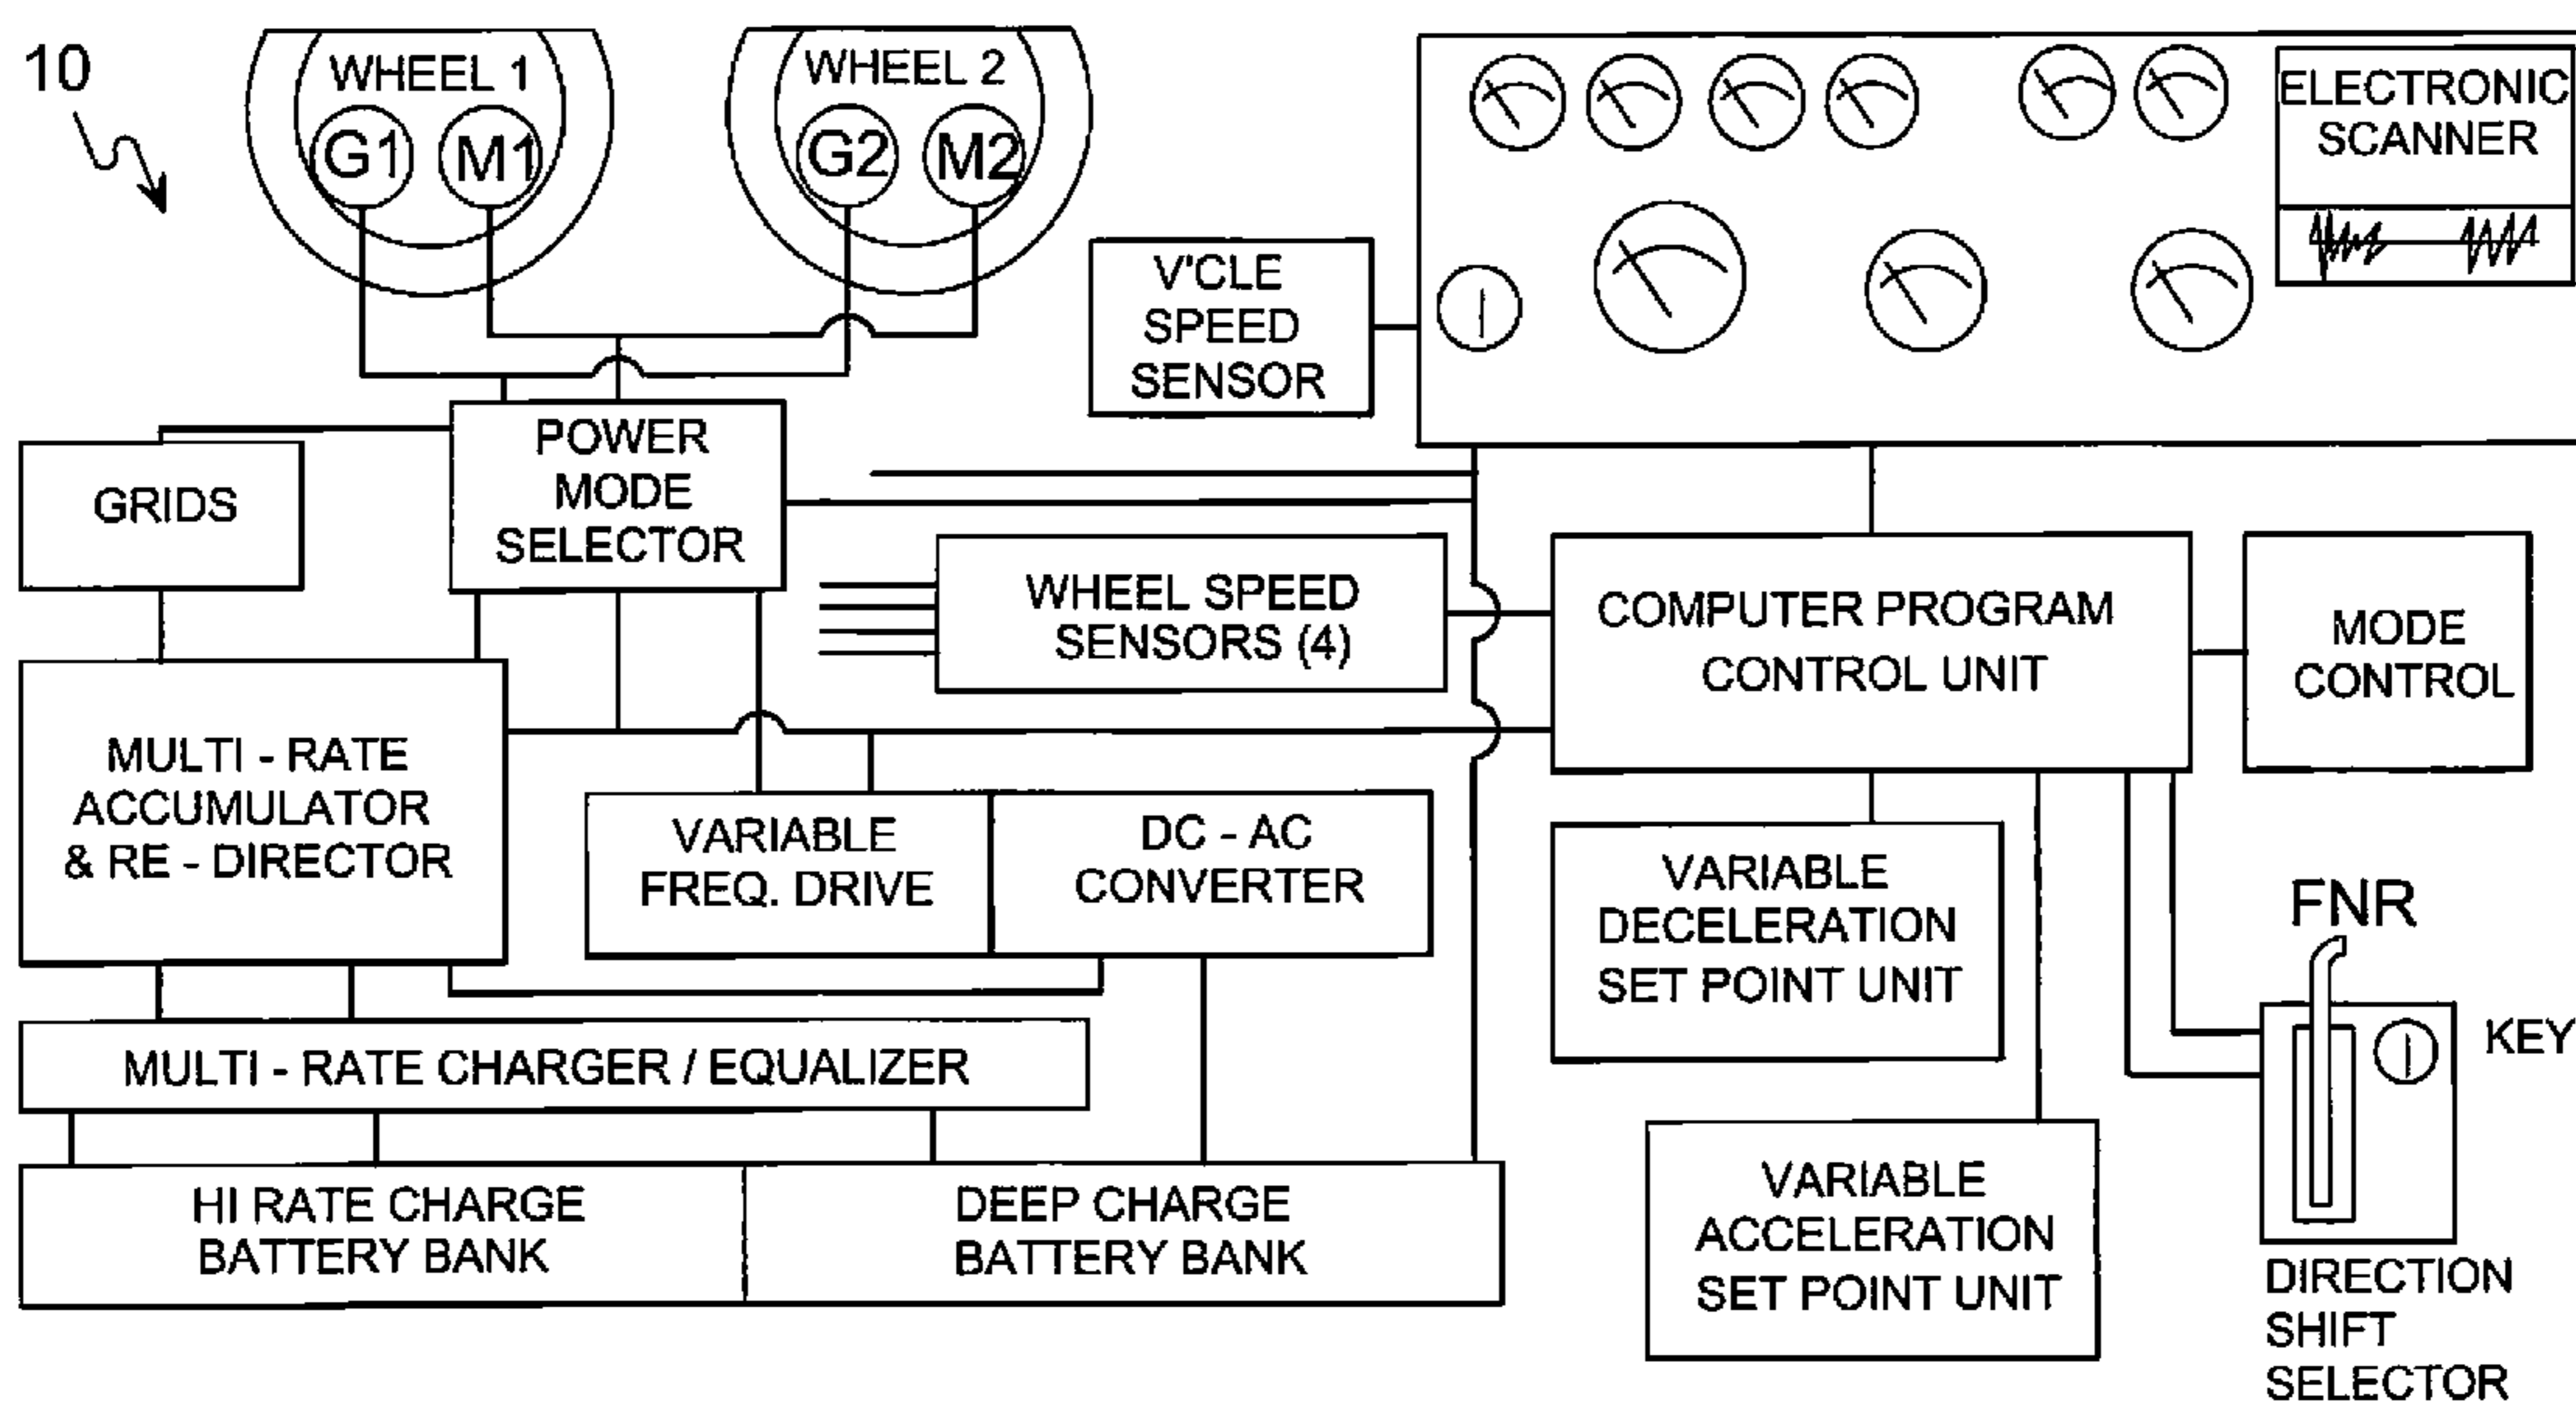 10
WHEEL 1
G1
M1
WHEEL 2
G2
M2
ELECTRONIC
SCANNER
V'CLE
SPEED
SENSOR
POWER
MODE
SELECTOR
GRIDS
WHEEL SPEED
SENSORS (4)
COMPUTER PROGRAM
CONTROL UNIT
MODE
CONTROL
MULTI - RATE
ACCUMULATOR
& RE - DIRECTOR
VARIABLE
FREQ. DRIVE
DC - AC
CONVERTER
VARIABLE
DECELERATION
SET POINT UNIT
FNR
KEY
MULTI - RATE CHARGER / EQUALIZER
HI RATE CHARGE
BATTERY BANK
DEEP CHARGE
BATTERY BANK
VARIABLE
ACCELERATION
SET POINT UNIT
DIRECTION
SHIFT
SELECTOR